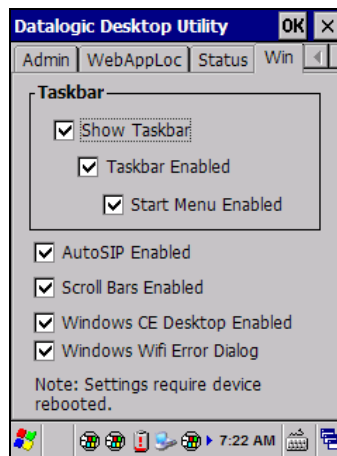 Datalogic Desktop Utility OK ×
Admin WebAppLoc Status Win
Taskbar
Show Taskbar
Taskbar Enabled
Start Menu Enabled
AutoSIP Enabled
Scroll Bars Enabled
Windows CE Desktop Enabled
Windows Wifi Error Dialog
Note: Settings require device
rebooted.
7:22 AM